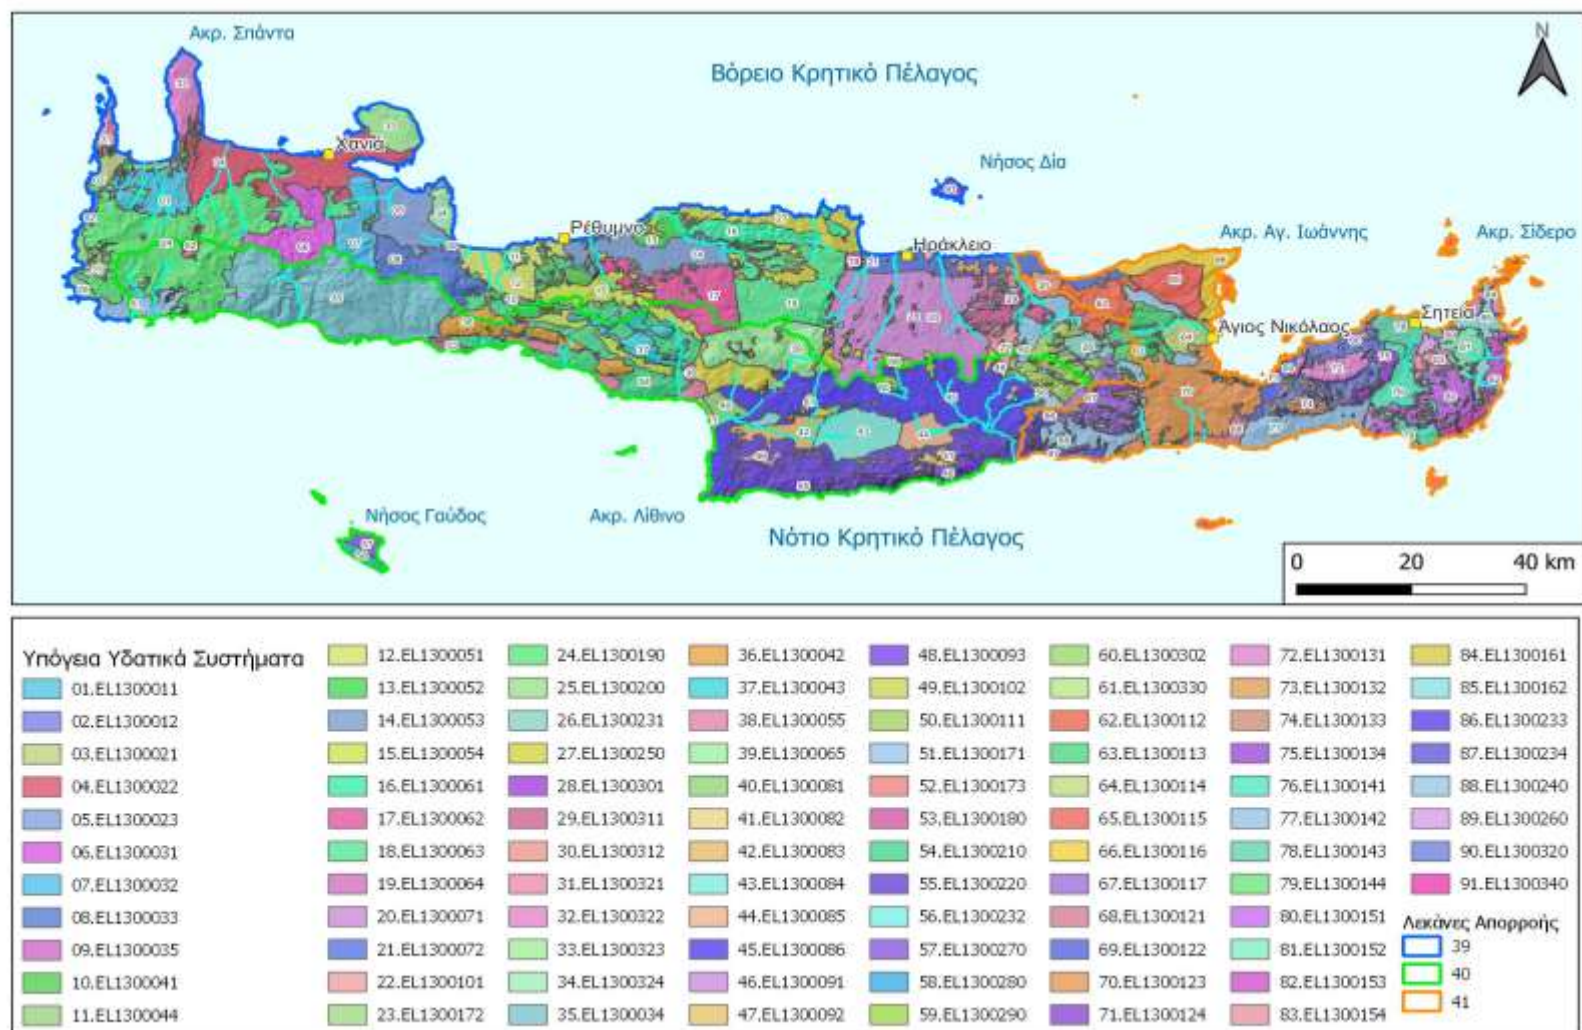 Ακρ. Σπάντα
N
Βόρειο Κρητικό Πέλαγος
Χανιά
Νήσος Δία
Ρέθυμνο
Ηράκλειο
Ακρ. Αγ. Ιωάννης
Ακρ. Σίδερο
Άγιος Νικόλαος
Σητεία
Νήσος Γαύδος
Ακρ. Λίθινο
Νότιο Κρητικό Πέλαγος
0 20 40 km
Υπόγεια Υδατικά Συστήματα
01.EL1300011
02.EL1300012
03.EL1300021
04.EL1300022
05.EL1300023
06.EL1300031
07.EL1300032
08.EL1300033
09.EL1300035
10.EL1300041
11.EL1300044
12.EL1300051
13.EL1300052
14.EL1300053
15.EL1300054
16.EL1300061
17.EL1300062
18.EL1300063
19.EL1300064
20.EL1300071
21.EL1300072
22.EL1300101
23.EL1300172
24.EL1300190
25.EL1300200
26.EL1300231
27.EL1300250
28.EL1300301
29.EL1300311
30.EL1300312
31.EL1300321
32.EL1300322
33.EL1300323
34.EL1300324
35.EL1300034
36.EL1300042
37.EL1300043
38.EL1300055
39.EL1300065
40.EL1300081
41.EL1300082
42.EL1300083
43.EL1300084
44.EL1300085
45.EL1300086
46.EL1300091
47.EL1300092
48.EL1300093
49.EL1300102
50.EL1300111
51.EL1300171
52.EL1300173
53.EL1300180
54.EL1300210
55.EL1300220
56.EL1300232
57.EL1300270
58.EL1300280
59.EL1300290
60.EL1300302
61.EL1300330
62.EL1300112
63.EL1300113
64.EL1300114
65.EL1300115
66.EL1300116
67.EL1300117
68.EL1300121
69.EL1300122
70.EL1300123
71.EL1300124
72.EL1300131
73.EL1300132
74.EL1300133
75.EL1300134
76.EL1300141
77.EL1300142
78.EL1300143
79.EL1300144
80.EL1300151
81.EL1300152
82.EL1300153
83.EL1300154
84.EL1300161
85.EL1300162
86.EL1300233
87.EL1300234
88.EL1300240
89.EL1300260
90.EL1300320
91.EL1300340
Λεκάνες Απορροής
39
40
41